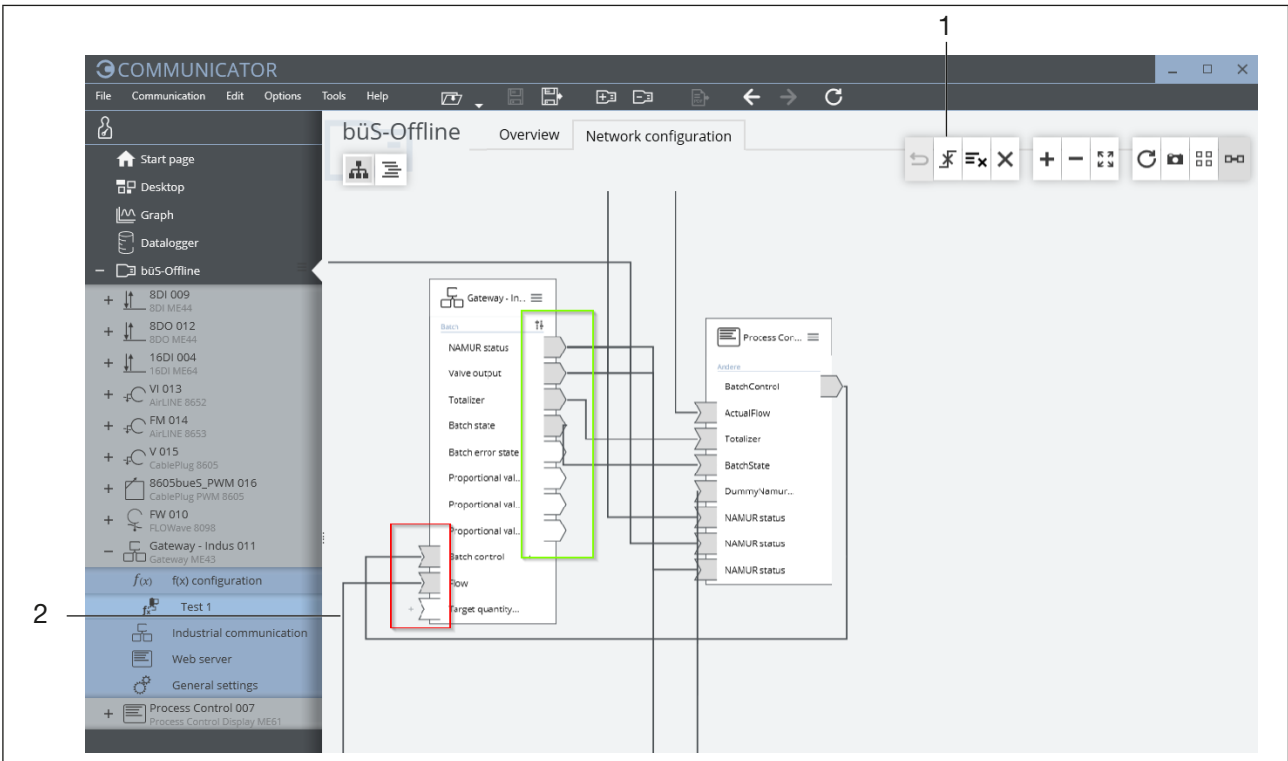 1
COMMUNICATOR
File Communication Edit Options Tools Help
büS-Offline Overview Network configuration
Start page
Desktop
Graph
Datalogger
büS-Offline
8DI 009
8DI ME44
8DO 012
8DO ME44
16DI 004
16DI ME64
VI 013
AirLINE 8652
FM 014
AirLINE 8653
V 015
CablePlug 8605
8605bueS_PWM 016
CablePlug PWM 8605
FW 010
FLOWave 8098
Gateway - Indus 011
Gateway ME43
f(x) f(x) configuration
Test 1
Industrial communication
Web server
General settings
Process Control 007
Process Control Display ME61
2
Gateway - In...
Batch
NAMUR status
Valve output
Totalizer
Batch state
Batch error state
Proportional val...
Proportional val...
Proportional val...
Batch control
Flow
Target quantity...
Process Con...
Andere
BatchControl
ActualFlow
Totalizer
BatchState
DummyNamur...
NAMUR status
NAMUR status
NAMUR status